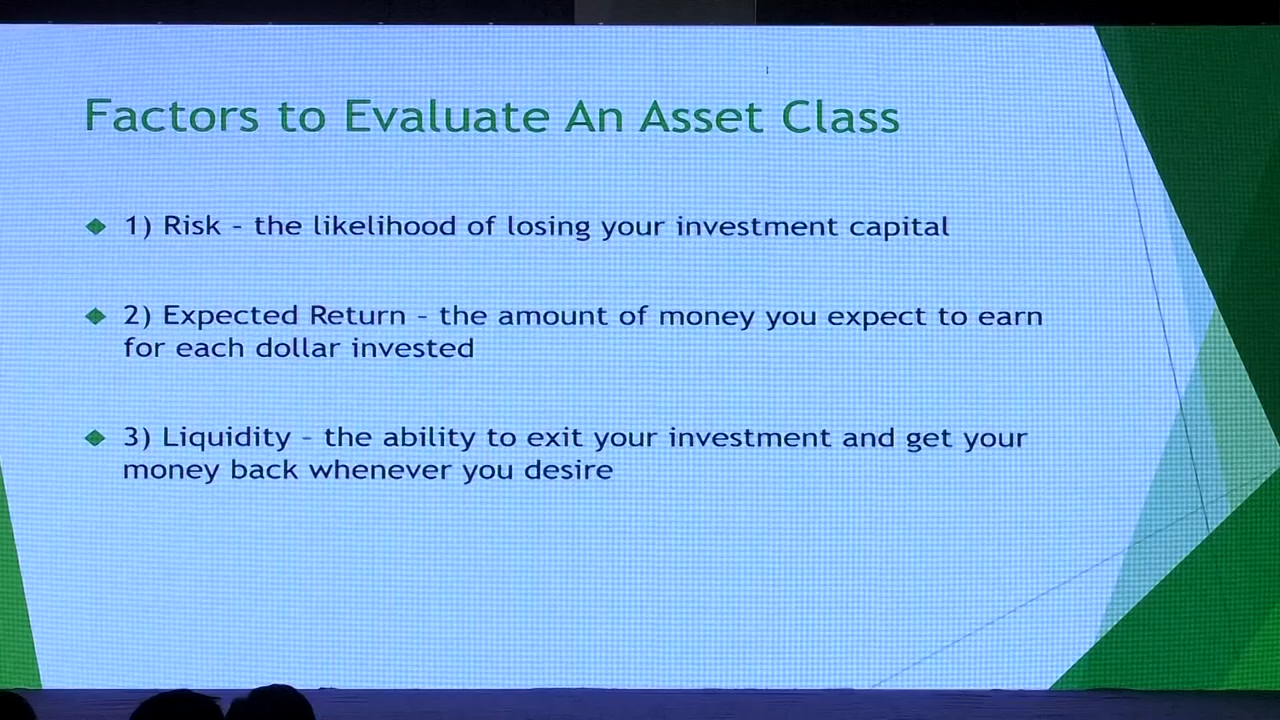 Factors to Evaluate An Asset Class
1) Risk – the likelihood of losing your investment capital
2) Expected Return – the amount of money you expect to earn
for each dollar invested
3) Liquidity – the ability to exit your investment and get your
money back whenever you desire